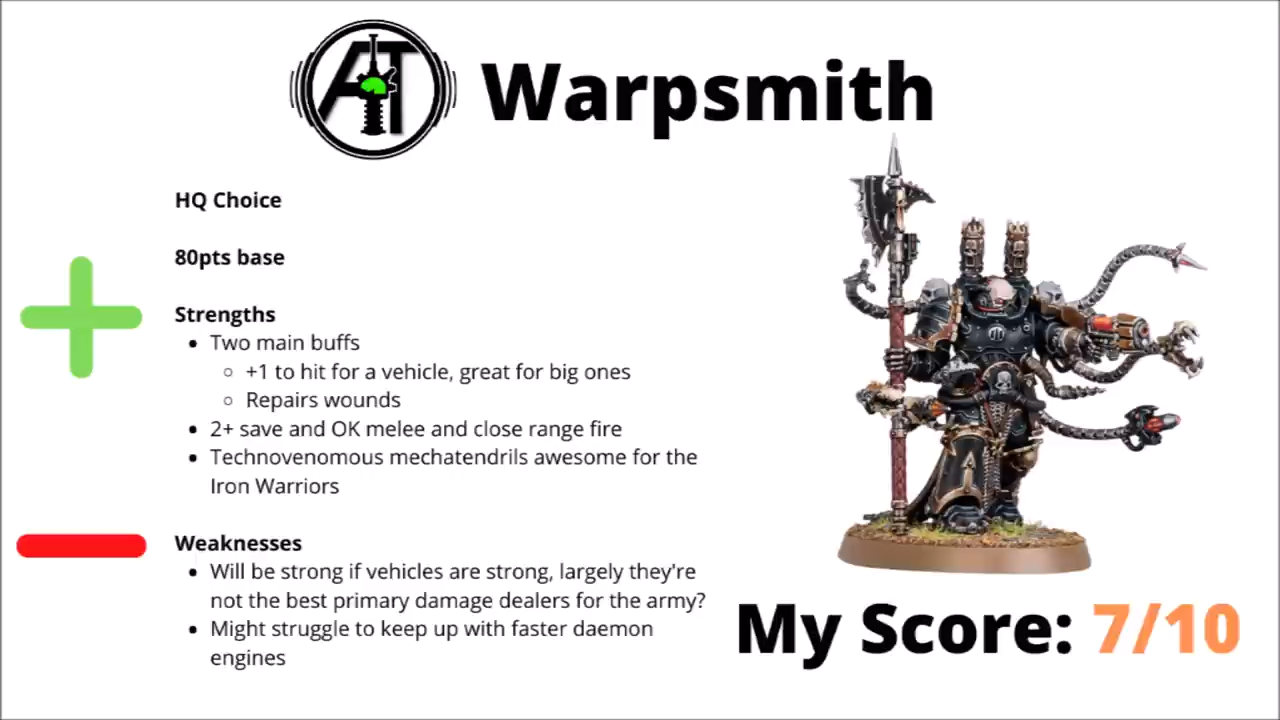 AT
Warpsmith
HQ Choice
80pts base
Strengths
• Two main buffs
○ +1 to hit for a vehicle, great for big ones
○ Repairs wounds
• 2+ save and OK melee and close range fire
• Technovenomous mechatendrils awesome for the
Iron Warriors
Weaknesses
• Will be strong if vehicles are strong, largely they're
not the best primary damage dealers for the army?
• Might struggle to keep up with faster daemon
engines
My Score: 7/10